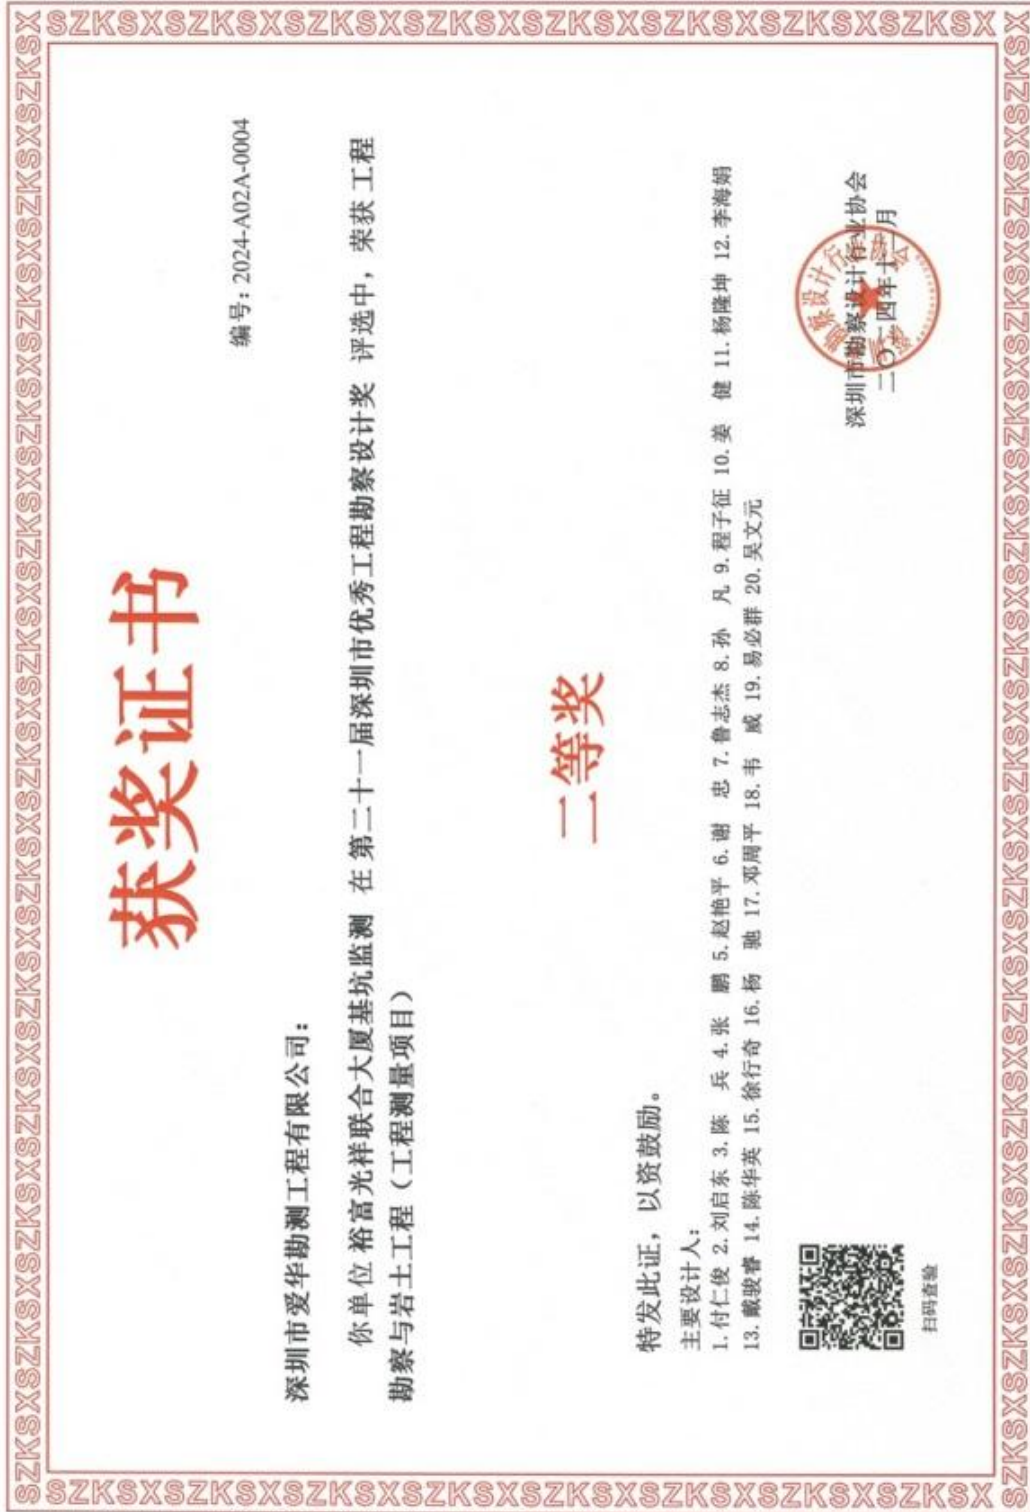 获奖证书
编号：2024-A02A-0004
深圳市爱华勘测工程有限公司：
你单位 裕富光祥联合大厦基坑监测 在 第二十一届深圳市优秀工程勘察设计奖 评选中，荣获 工程
勘察与岩土工程（工程测量项目）
二等奖
特发此证，以资鼓励。
主要设计人：
1. 付仁俊 2. 刘启东 3. 陈 兵 4. 张 鹏 5. 赵艳平 6. 谢 忠 7. 鲁志杰 8. 孙 凡 9. 程子征 10. 姜 健 11. 杨隆坤 12. 李海娟
13. 戴骏睿 14. 陈华英 15. 徐行奇 16. 杨 驰 17. 邓周平 18. 韦 威 19. 易必群 20. 吴文元
深圳市勘察设计行业协会
二〇二四年十一月
扫码查验
SZKSXSZKSXSZKSXSZKSXSZKSXSZKSXSZKSXSZKSX